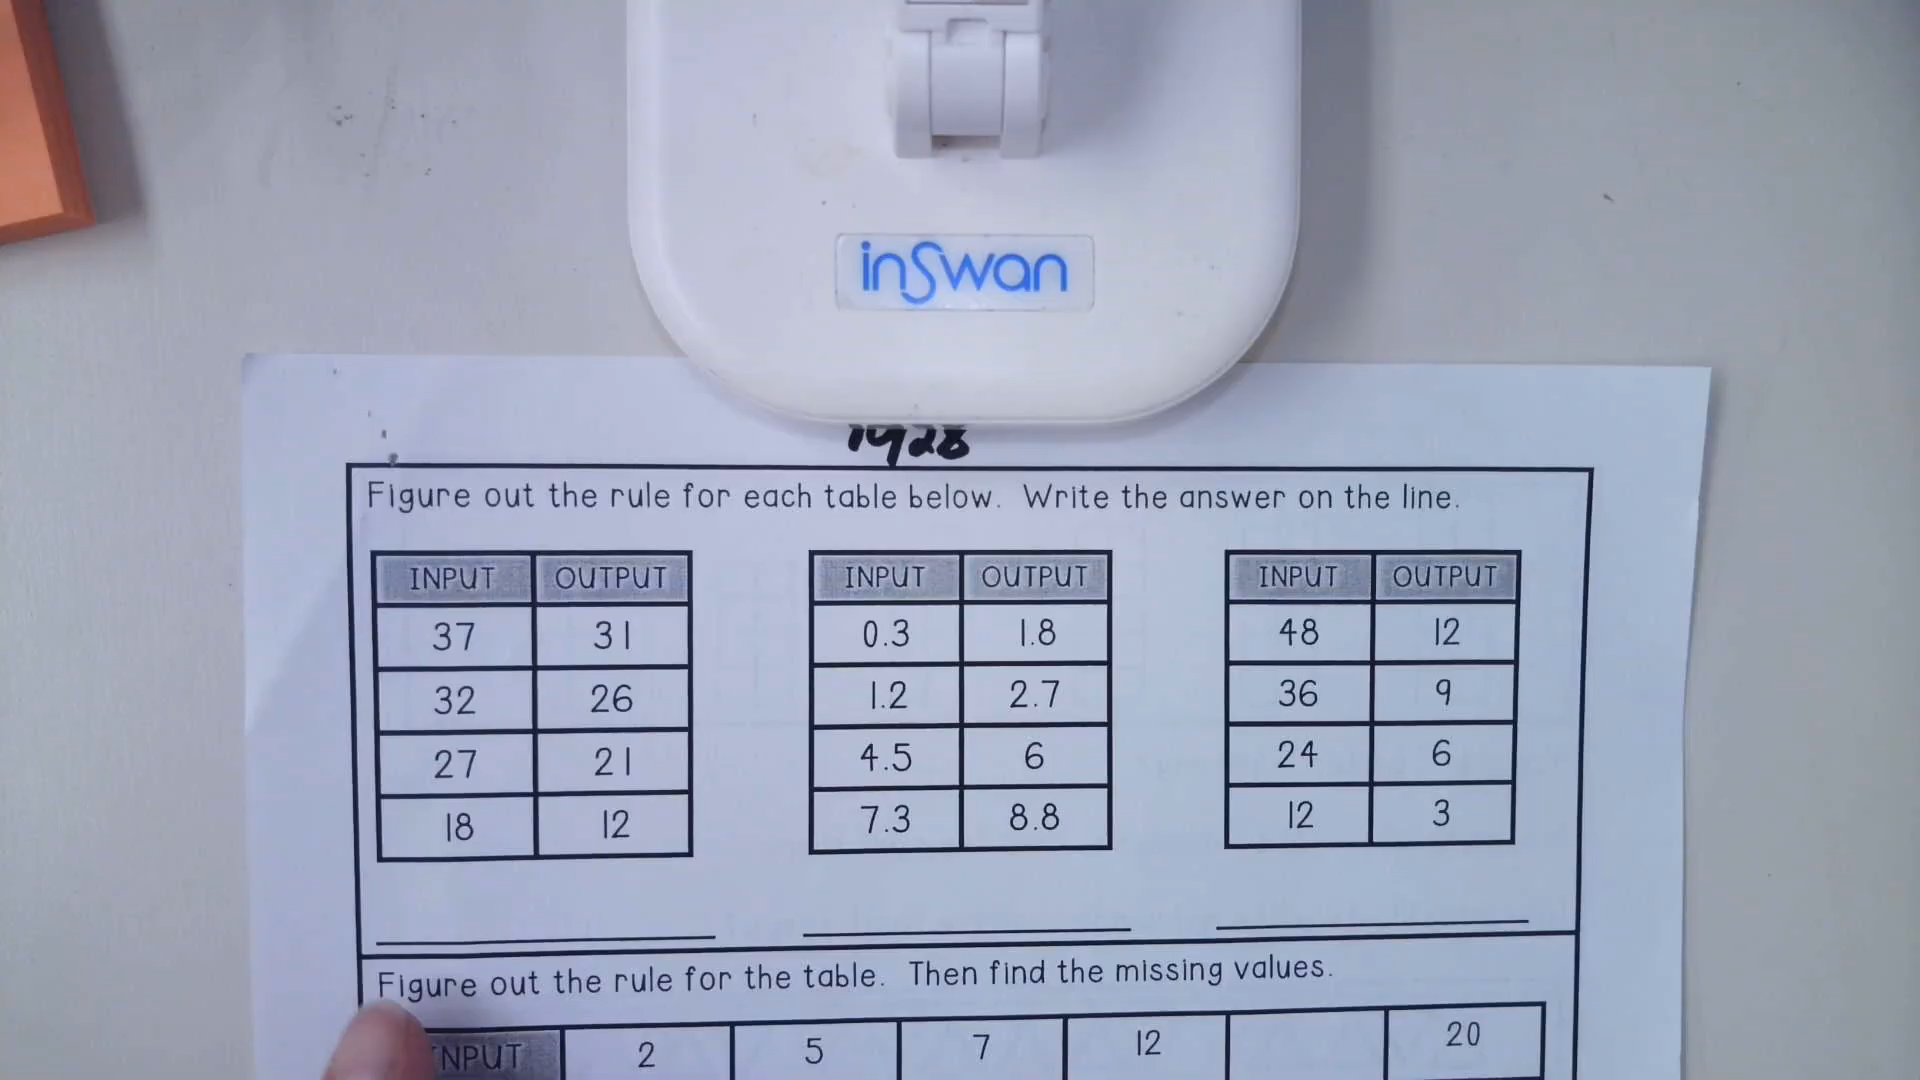 inSwan
1928
Figure out the rule for each table below. Write the answer on the line.
INPUT OUTPUT
37 31
32 26
27 21
18 12
INPUT OUTPUT
0.3 1.8
1.2 2.7
4.5 6
7.3 8.8
INPUT OUTPUT
48 12
36 9
24 6
12 3
Figure out the rule for the table. Then find the missing values.
INPUT 2 5 7 12 20